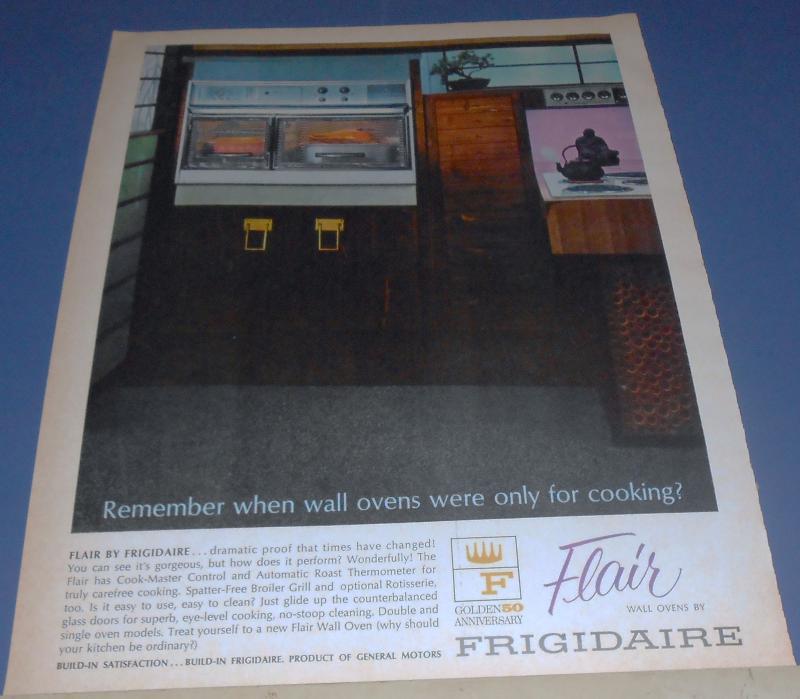 Remember when wall ovens were only for cooking?
FLAIR BY FRIGIDAIRE... dramatic proof that times have changed!
You can see it's gorgeous, but how does it perform? Wonderfully! The
Flair has Cook-Master Control and Automatic Roast Thermometer for
truly carefree cooking. Spatter-Free Broiler Grill and optional Rotisserie,
too. Is it easy to use, easy to clean? Just glide up the counterbalanced
glass doors for superb, eye-level cooking, no-stoop cleaning. Double and
single oven models. Treat yourself to a new Flair Wall Oven (why should
your kitchen be ordinary?)
BUILD-IN SATISFACTION... BUILD-IN FRIGIDAIRE. PRODUCT OF GENERAL MOTORS
F
GOLDEN 50
ANNIVERSARY
Flair
WALL OVENS BY
FRIGIDAIRE